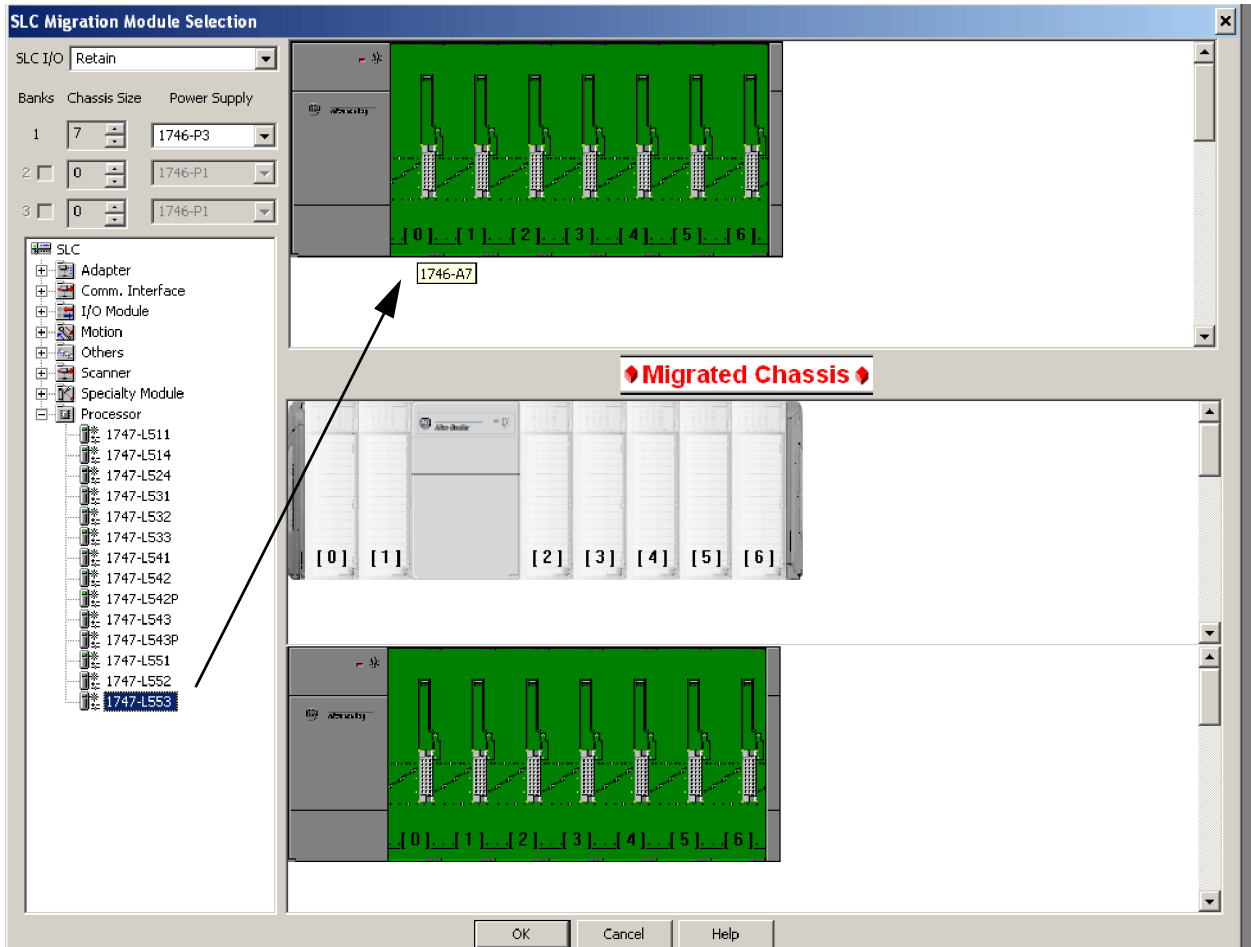 SLC Migration Module Selection
SLC I/O Retain
Banks Chassis Size Power Supply
1 7 1746-P3
2 0 1746-P1
3 0 1746-P1
SLC
Adapter
Comm. Interface
I/O Module
Motion
Others
Scanner
Specialty Module
Processor
1747-L511
1747-L514
1747-L524
1747-L531
1747-L532
1747-L533
1747-L541
1747-L542
1747-L542P
1747-L543
1747-L543P
1747-L551
1747-L552
1747-L553
[0]...[1]...[2]...[3]...[4]...[5]...[6].
1746-A7
Migrated Chassis
Allen-Bradley
[0] [1] [2] [3] [4] [5] [6]
[0]...[1]...[2]...[3]...[4]...[5]...[6].
OK Cancel Help